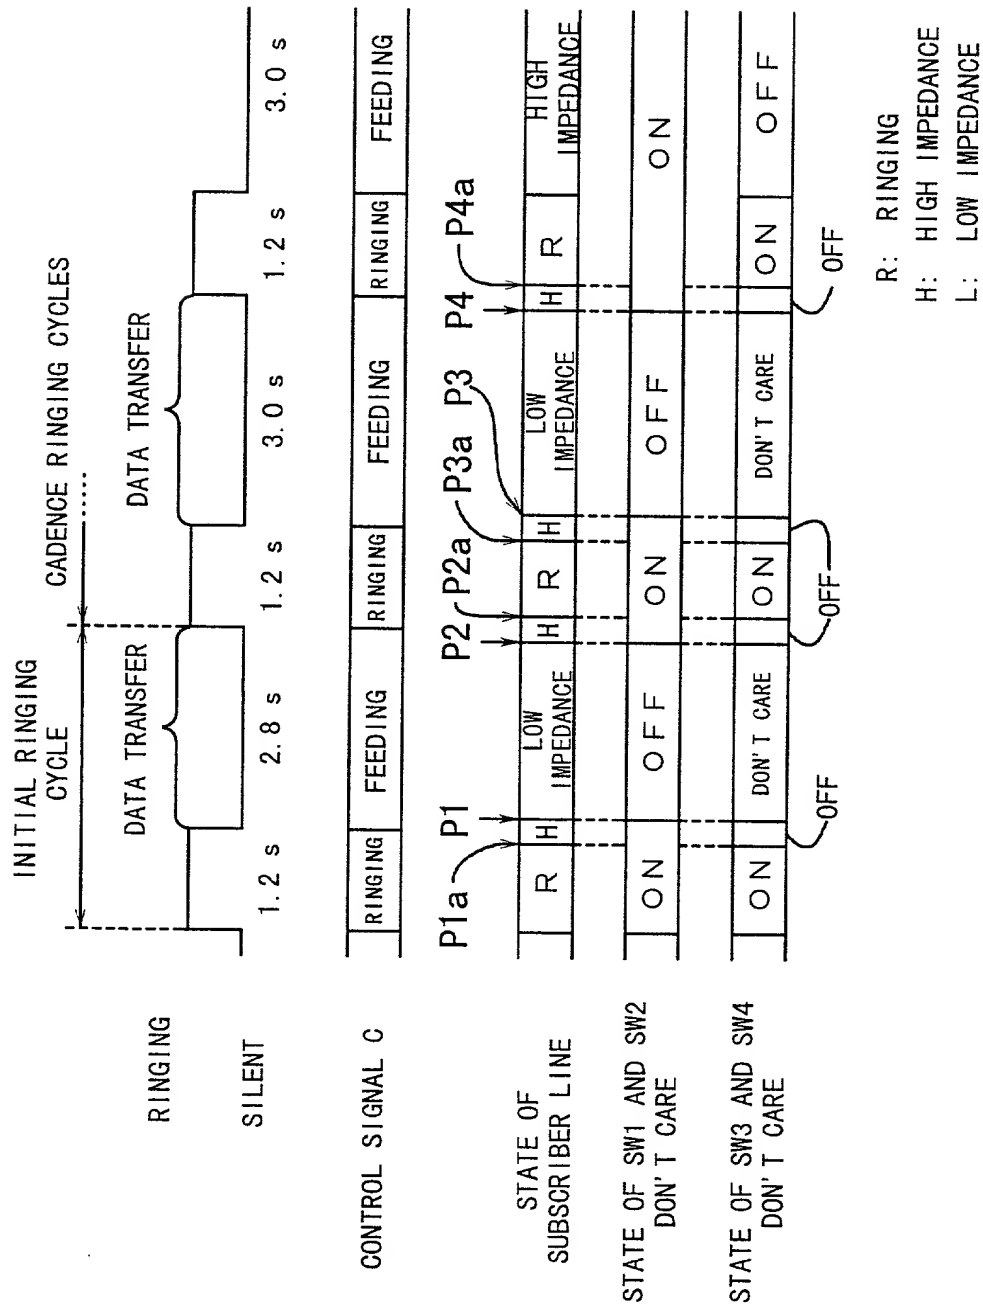 INITIAL RINGING
CYCLE
CADENCE RINGING CYCLES
RINGING
DATA TRANSFER
DATA TRANSFER
SILENT
1.2 s
2.8 s
1.2 s
3.0 s
1.2 s
3.0 s
CONTROL SIGNAL C
RINGING
FEEDING
RINGING
FEEDING
RINGING
FEEDING
P1a
P1
P2
P2a
P3a
P3
P4
P4a
STATE OF
SUBSCRIBER LINE
R
H
LOW
IMPEDANCE
H
R
H
LOW
IMPEDANCE
H
R
HIGH
IMPEDANCE
STATE OF SW1 AND SW2
DON'T CARE
ON
OFF
ON
OFF
ON
STATE OF SW3 AND SW4
DON'T CARE
ON
DON'T CARE
ON
DON'T CARE
ON
OFF
OFF
OFF
OFF
R: RINGING
H: HIGH IMPEDANCE
L: LOW IMPEDANCE